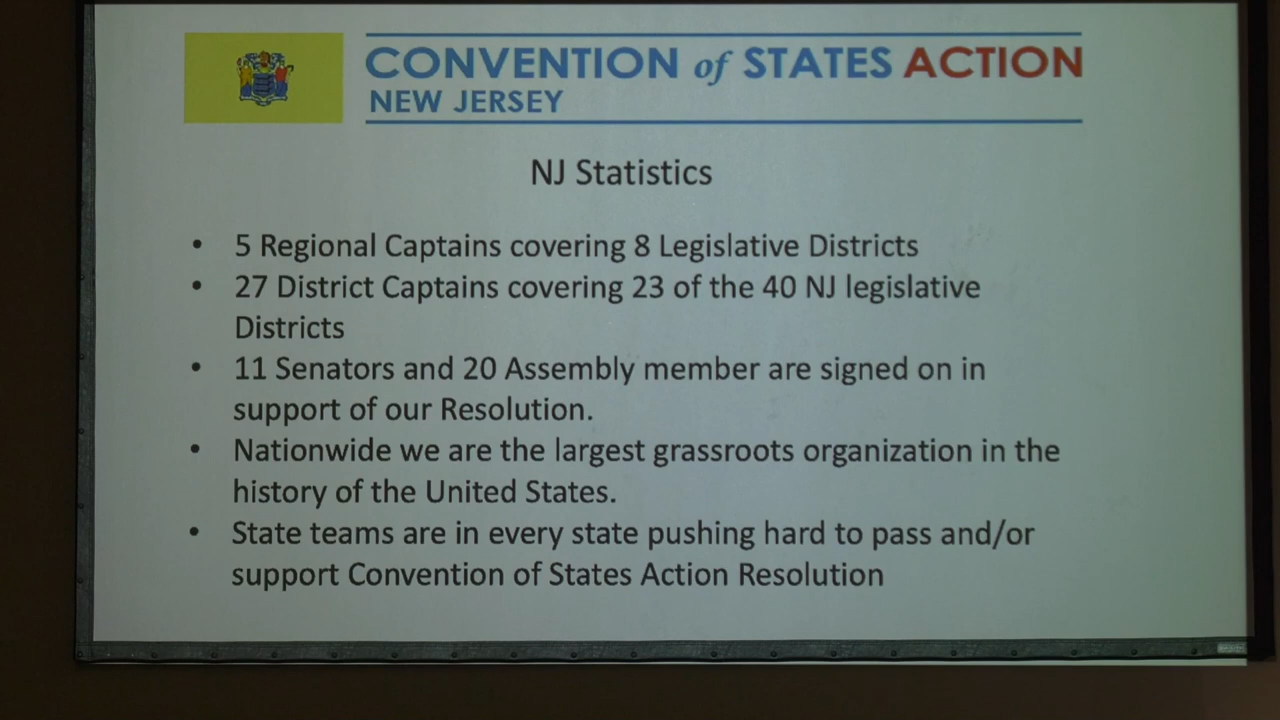 CONVENTION of STATES ACTION
NEW JERSEY
NJ Statistics
• 5 Regional Captains covering 8 Legislative Districts
• 27 District Captains covering 23 of the 40 NJ legislative
Districts
• 11 Senators and 20 Assembly member are signed on in
support of our Resolution.
• Nationwide we are the largest grassroots organization in the
history of the United States.
• State teams are in every state pushing hard to pass and/or
support Convention of States Action Resolution